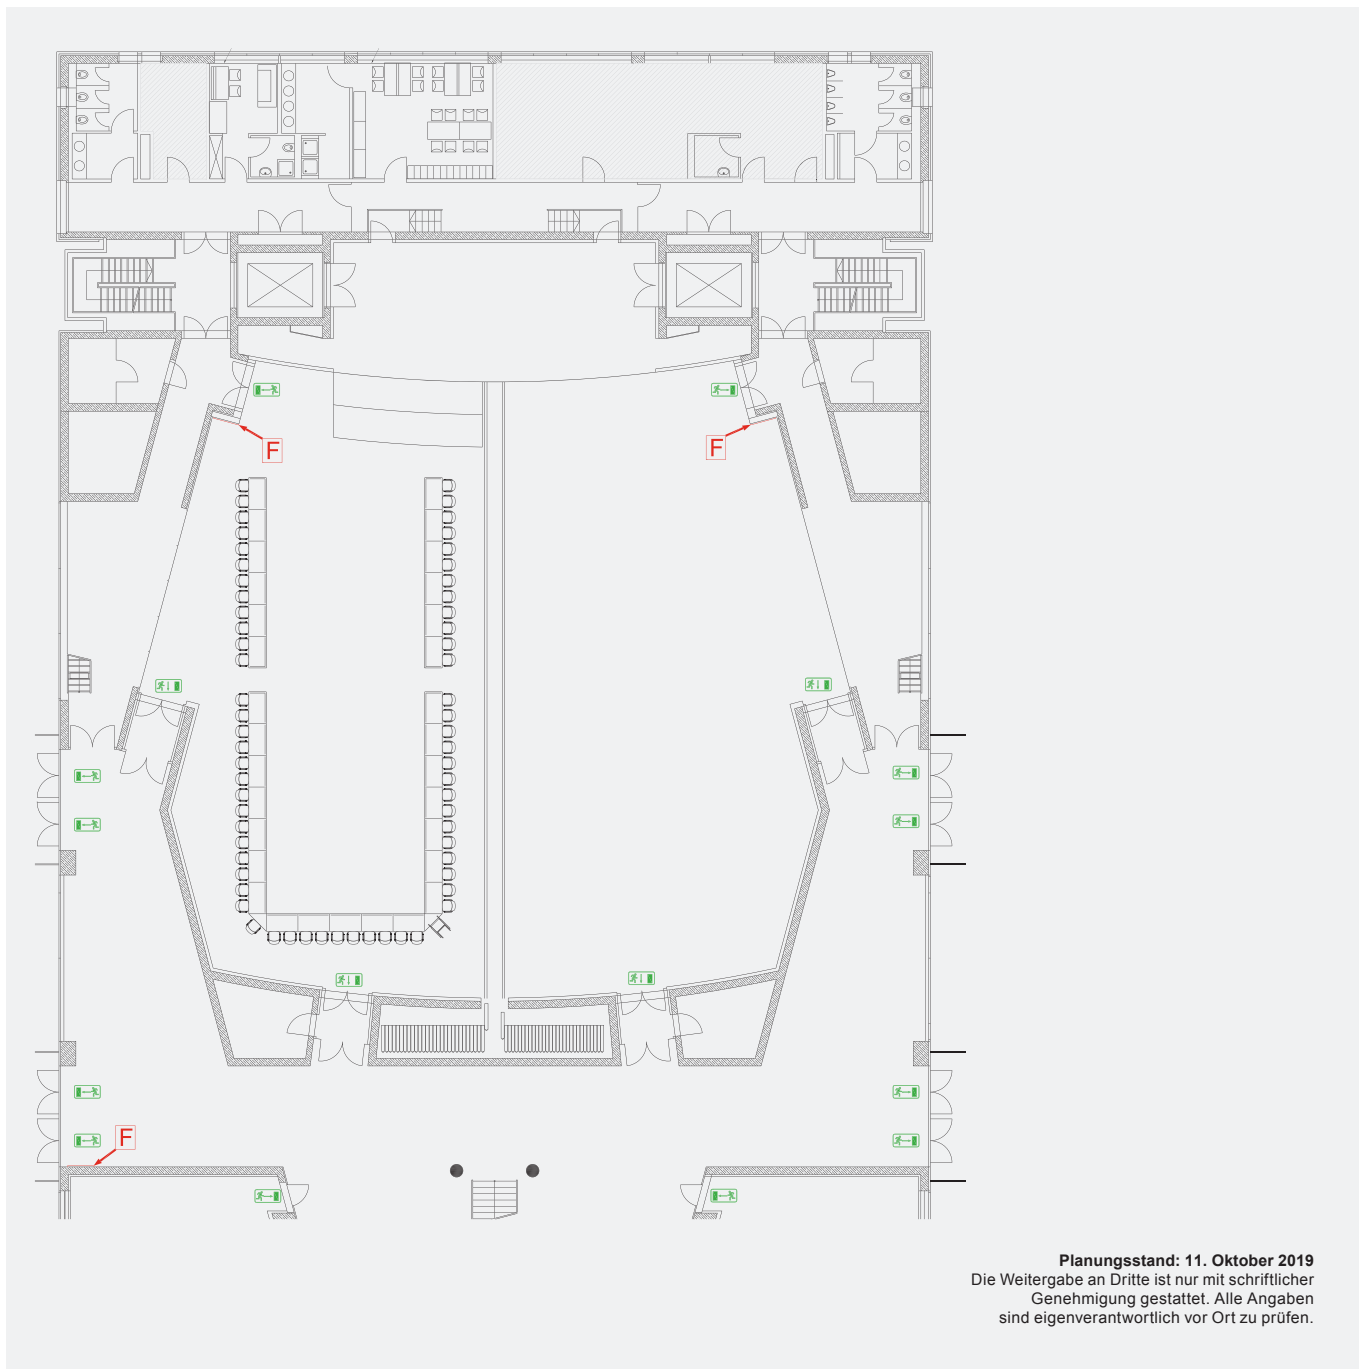 F
F
F
Planungsstand: 11. Oktober 2019
Die Weitergabe an Dritte ist nur mit schriftlicher
Genehmigung gestattet. Alle Angaben
sind eigenverantwortlich vor Ort zu prüfen.